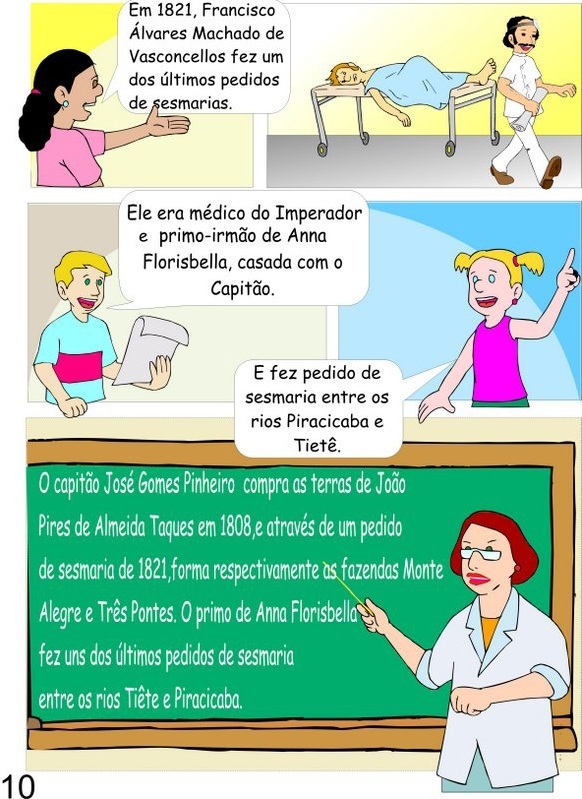 Em 1821, Francisco
Álvares Machado de
Vasconcellos fez um
dos últimos pedidos
de sesmarias.
Ele era médico do Imperador
e primo-irmão de Anna
Florisbella, casada com o
Capitão.
E fez pedido de
sesmaria entre os
rios Piracicaba e
Tietê.
O capitão José Gomes Pinheiro compra as terras de João
Pires de Almeida Taques em 1808,e através de um pedido
de sesmaria de 1821,forma respectivamente as fazendas Monte
Alegre e Três Pontes. O primo de Anna Florisbella
fez uns dos últimos pedidos de sesmaria
entre os rios Tiête e Piracicaba.
10